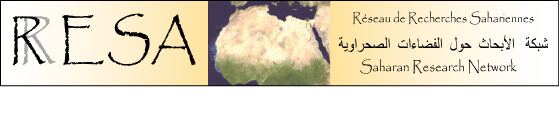 RESA
Réseau de Recherches Sahariennes
شبكة الأبحاث حول الفضاءات الصحراوية
Saharan Research Network